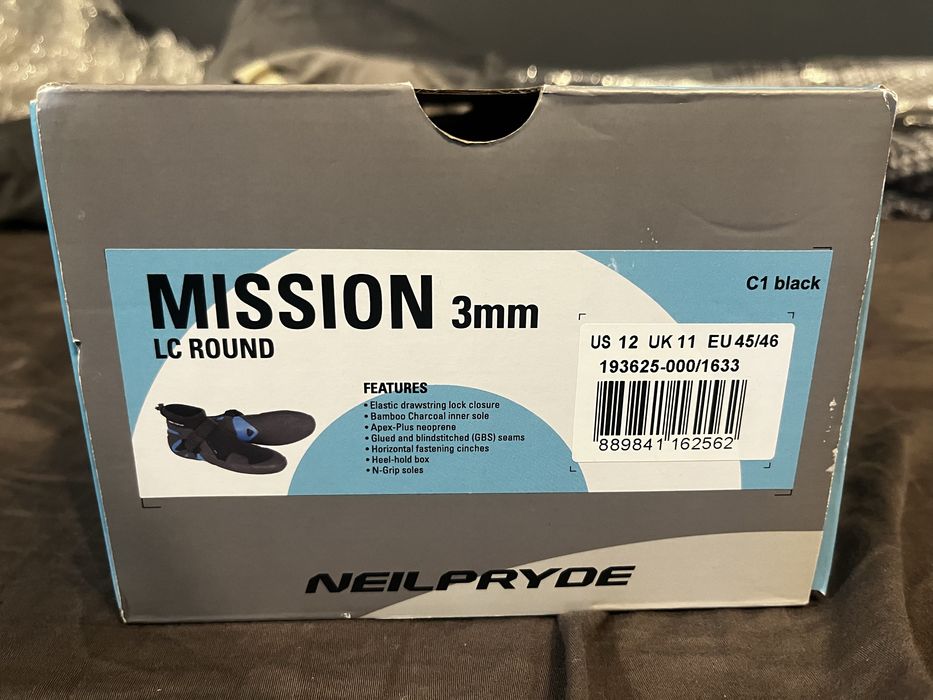 MISSION 3mm
LC ROUND
C1 black
US 12 UK 11 EU 45/46
193625-000/1633
889841 162562
FEATURES
• Elastic drawstring lock closure
• Bamboo Charcoal inner sole
• Apex-Plus neoprene
• Glued and blindstitched (GBS) seams
• Horizontal fastening cinches
• Heel-hold box
• N-Grip soles
NEILPRYDE